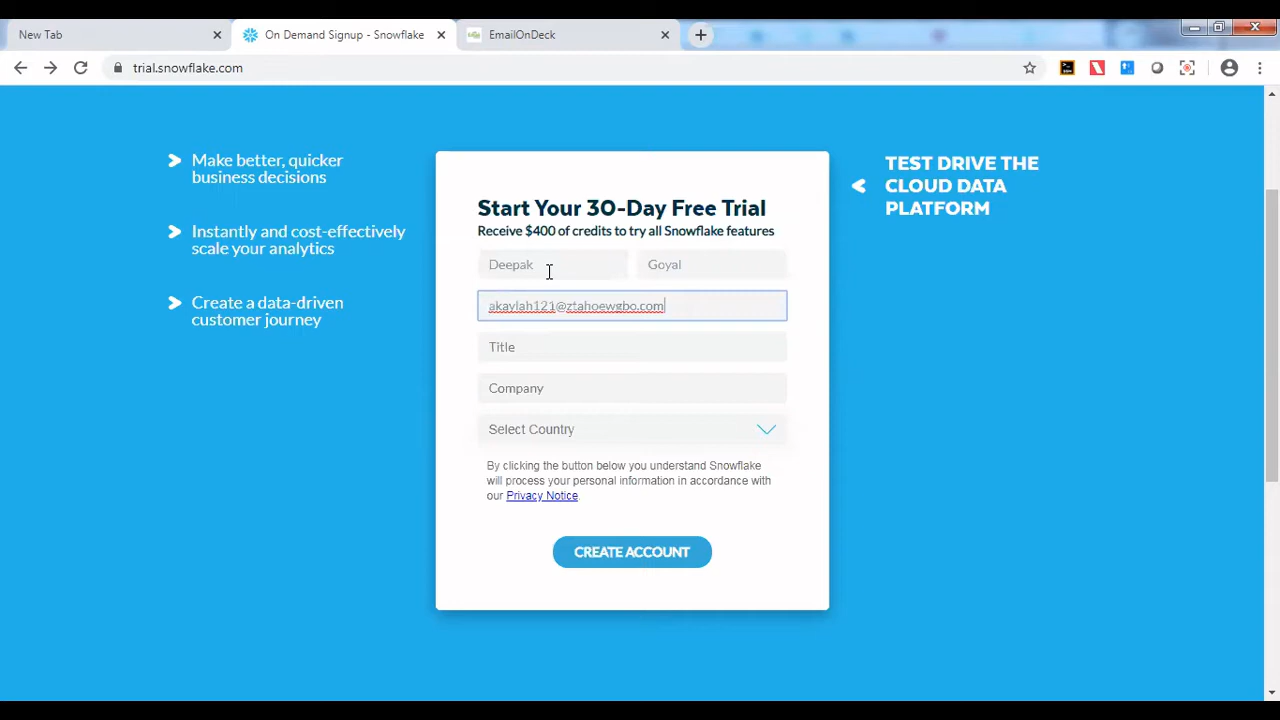 New Tab
On Demand Signup - Snowflake
EmailOnDeck
trial.snowflake.com
Make better, quicker
business decisions
Instantly and cost-effectively
scale your analytics
Create a data-driven
customer journey
Start Your 30-Day Free Trial
Receive $400 of credits to try all Snowflake features
Deepak
Goyal
akaylah121@ztahoewgbo.com
Title
Company
Select Country
By clicking the button below you understand Snowflake
will process your personal information in accordance with
our Privacy Notice.
CREATE ACCOUNT
TEST DRIVE THE
CLOUD DATA
PLATFORM